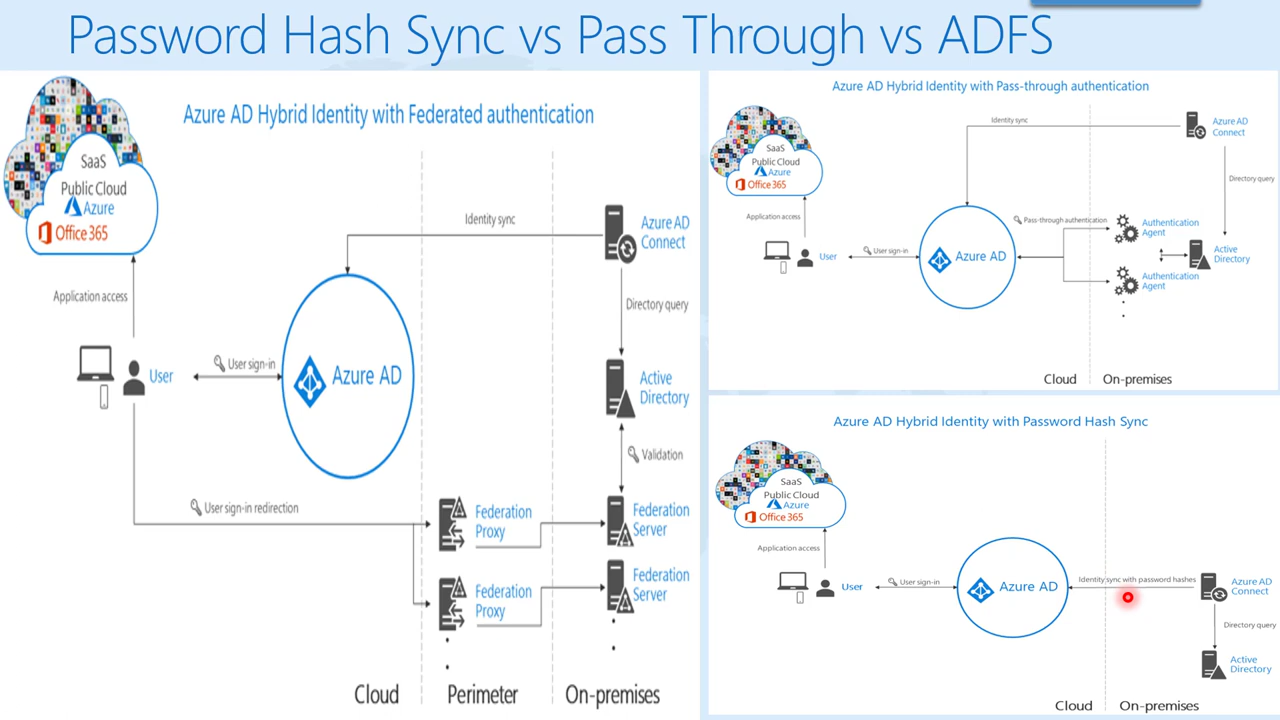 Password Hash Sync vs Pass Through vs ADFS
Azure AD Hybrid Identity with Federated authentication
SaaS
Public Cloud
Azure
Office 365
Identity sync
Azure AD
Connect
Application access
Directory query
User sign-in
User
Azure AD
Active
Directory
Validation
User sign-in redirection
Federation
Proxy
Federation
Server
Federation
Proxy
Federation
Server
Cloud
Perimeter
On-premises
Azure AD Hybrid Identity with Pass-through authentication
Identity sync
Azure AD
Connect
SaaS
Public Cloud
Azure
Office 365
Directory query
Application access
Pass-through authentication
Authentication
Agent
User sign-in
User
Azure AD
Active
Directory
Authentication
Agent
Cloud
On-premises
Azure AD Hybrid Identity with Password Hash Sync
SaaS
Public Cloud
Azure
Office 365
Application access
User sign-in
User
Azure AD
Identity sync with password hashes
Azure AD
Connect
Directory query
Active
Directory
Cloud
On-premises